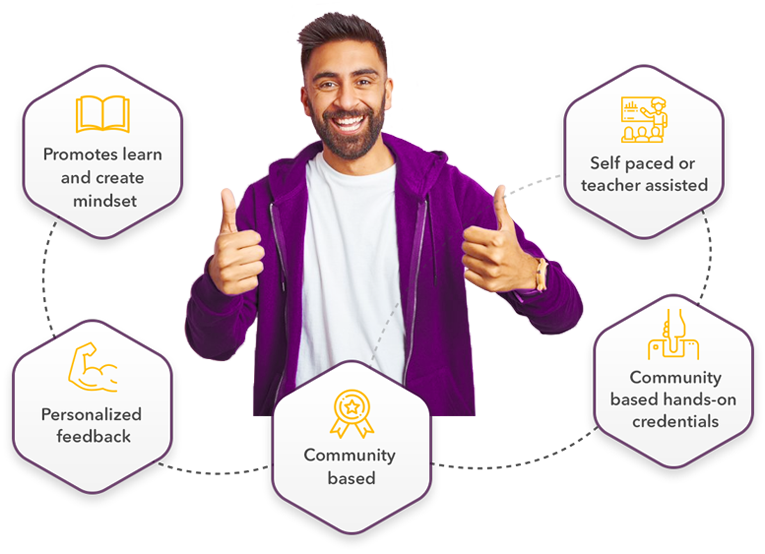 Promotes learn
and create
mindset
Self paced or
teacher assisted
Personalized
feedback
Community
based
Community
based hands-on
credentials